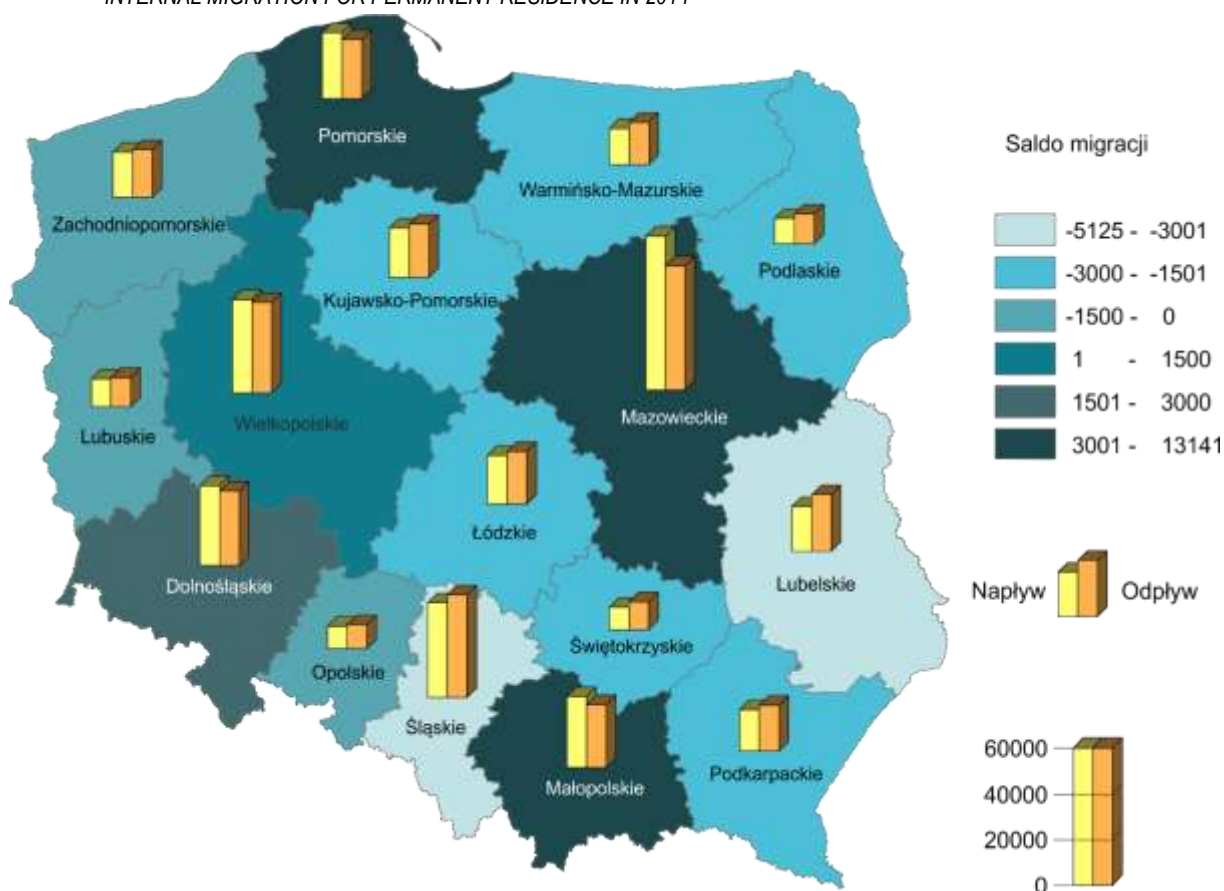 INTERNAL MIGRATION FOR PERMANENT RESIDENCE IN
Pomorskie
Warmińsko-Mazurskie
Zachodniopomorskie
Podlaskie
Kujawsko-Pomorskie
Mazowieckie
Wielkopolskie
Lubuskie
Łódzkie
Dolnośląskie
Lubelskie
Opolskie
Świętokrzyskie
Śląskie
Podkarpackie
Małopolskie
Saldo migracji
-5125 - -3001
-3000 - -1501
-1500 - 0
1 - 1500
1501 - 3000
3001 - 13141
Napływ Odpływ
60000
40000
20000
0